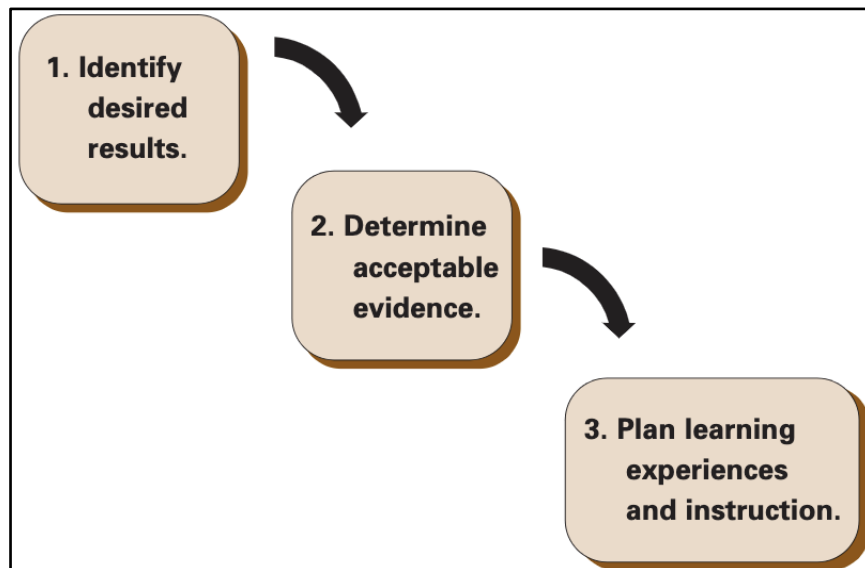 1. Identify
desired
results.
2. Determine
acceptable
evidence.
3. Plan learning
experiences
and instruction.